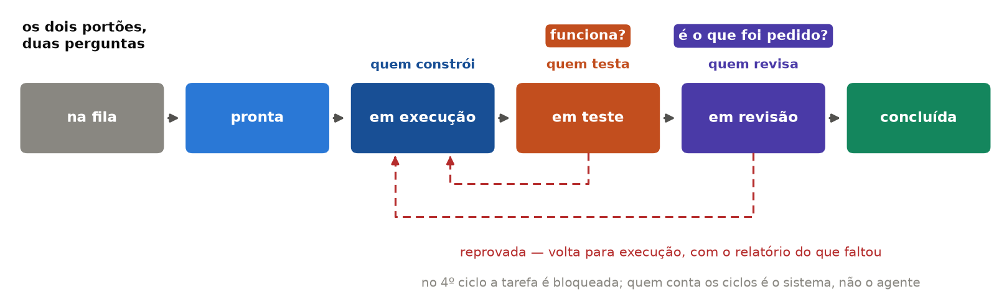 os dois portões,
duas perguntas
funciona?
é o que foi pedido?
quem constrói
quem testa
quem revisa
na fila
pronta
em execução
em teste
em revisão
concluída
reprovada — volta para execução, com o relatório do que faltou
no 4º ciclo a tarefa é bloqueada; quem conta os ciclos é o sistema, não o agente